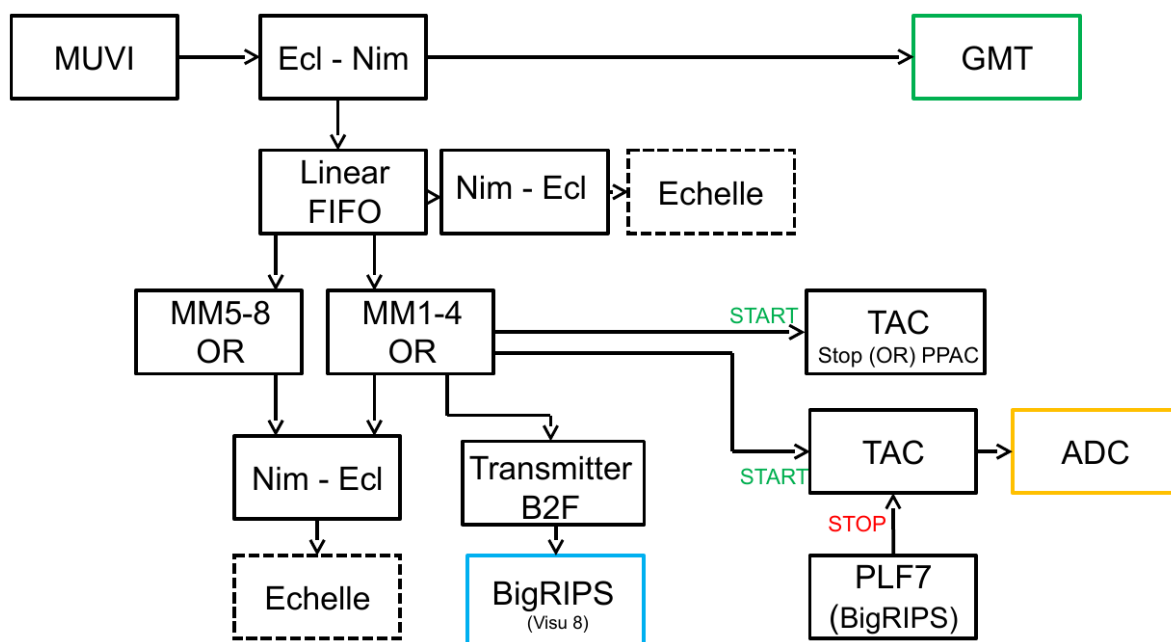 MUVI
Ecl - Nim
GMT
Linear
FIFO
Nim - Ecl
Echelle
MM5-8
OR
MM1-4
OR
START
TAC
Stop (OR) PPAC
Nim - Ecl
Transmitter
B2F
START
TAC
ADC
STOP
Echelle
BigRIPS
(Visu 8)
PLF7
(BigRIPS)